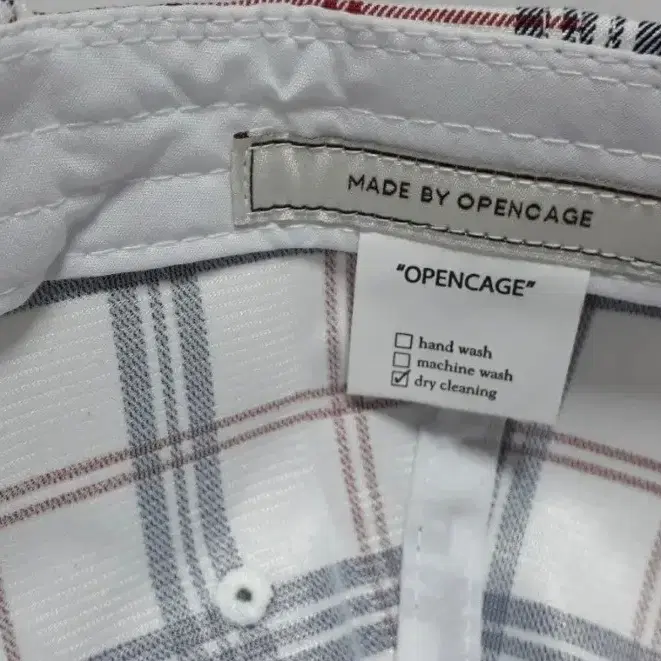 MADE BY OPENCAGE
"OPENCAGE"
☐ hand wash
☐ machine wash
☑ dry cleaning